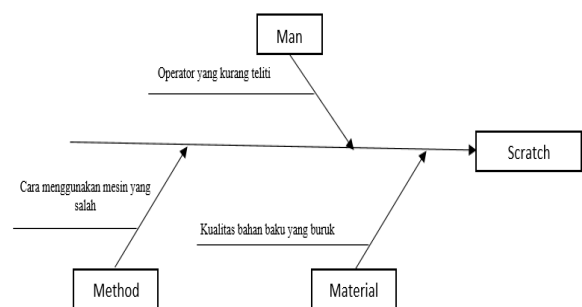 Man
Operator yang kurang teliti
Scratch
Cara menggunakan mesin yang
salah
Kualitas bahan baku yang buruk
Method
Material